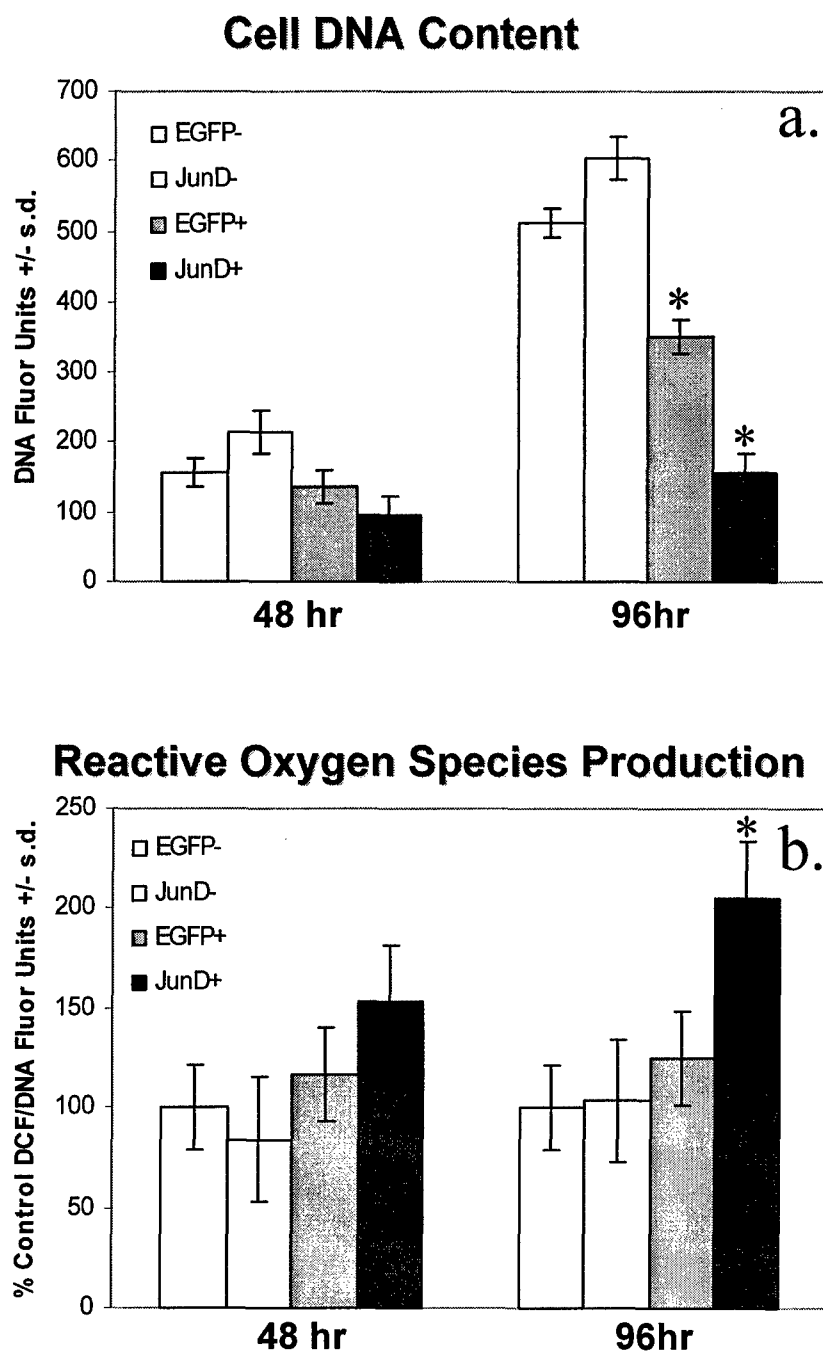 Cell DNA Content
a.
DNA Fluor Units +/- s.d.
700
600
500
400
300
200
100
0
EGFP-
JunD-
EGFP+
JunD+
*
*
48 hr
96hr
Reactive Oxygen Species Production
b.
% Control DCF/DNA Fluor Units +/- s.d.
250
200
150
100
50
0
EGFP-
JunD-
EGFP+
JunD+
*
48 hr
96hr